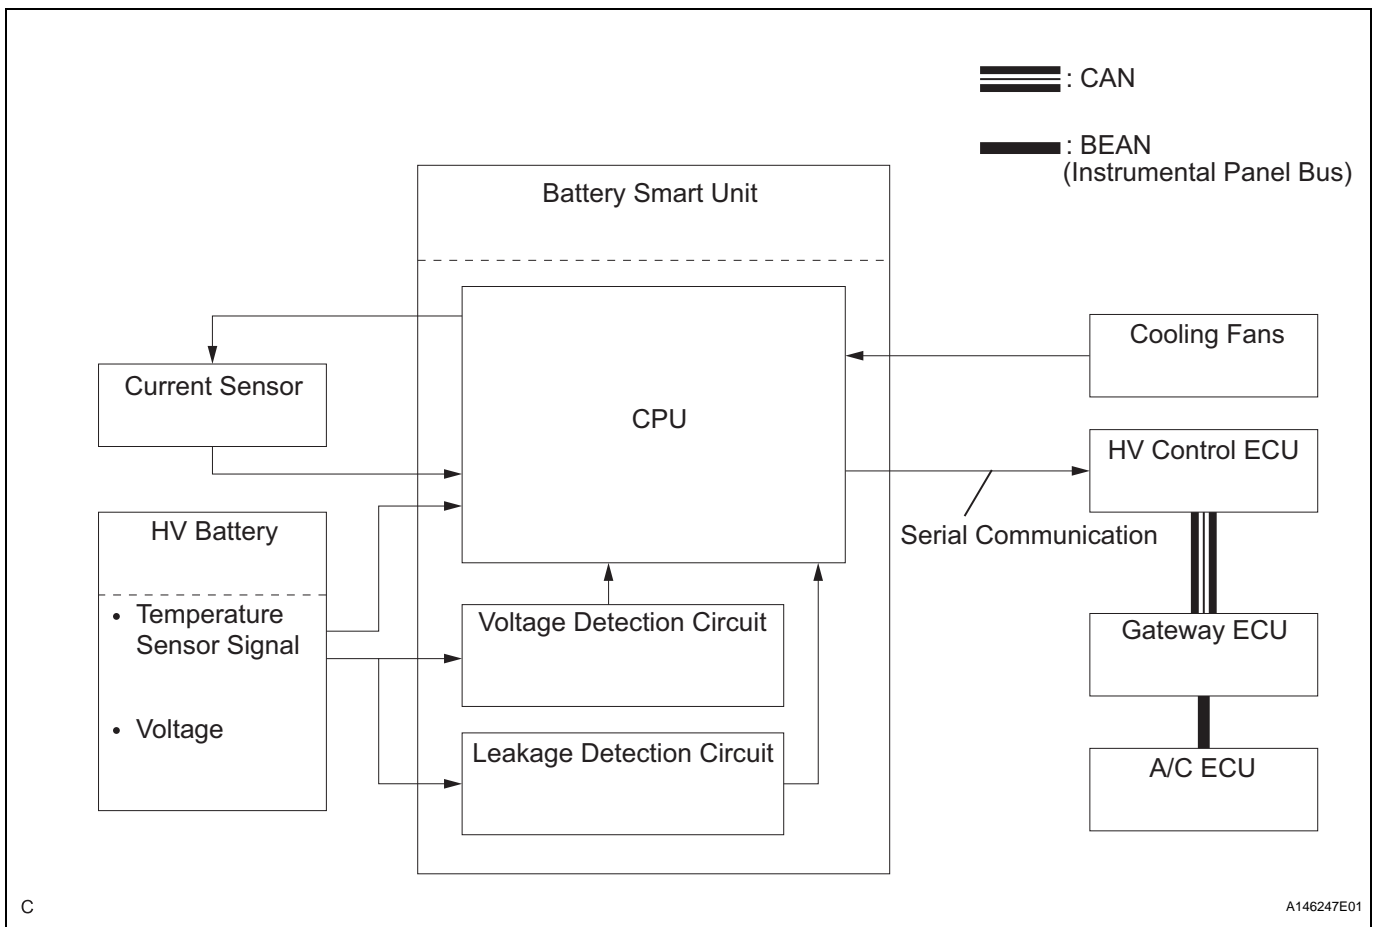 : CAN
: BEAN
(Instrumental Panel Bus)
Battery Smart Unit
Cooling Fans
Current Sensor
CPU
HV Control ECU
HV Battery
Serial Communication
• Temperature
Sensor Signal
Voltage Detection Circuit
Gateway ECU
• Voltage
Leakage Detection Circuit
A/C ECU
C
A146247E01